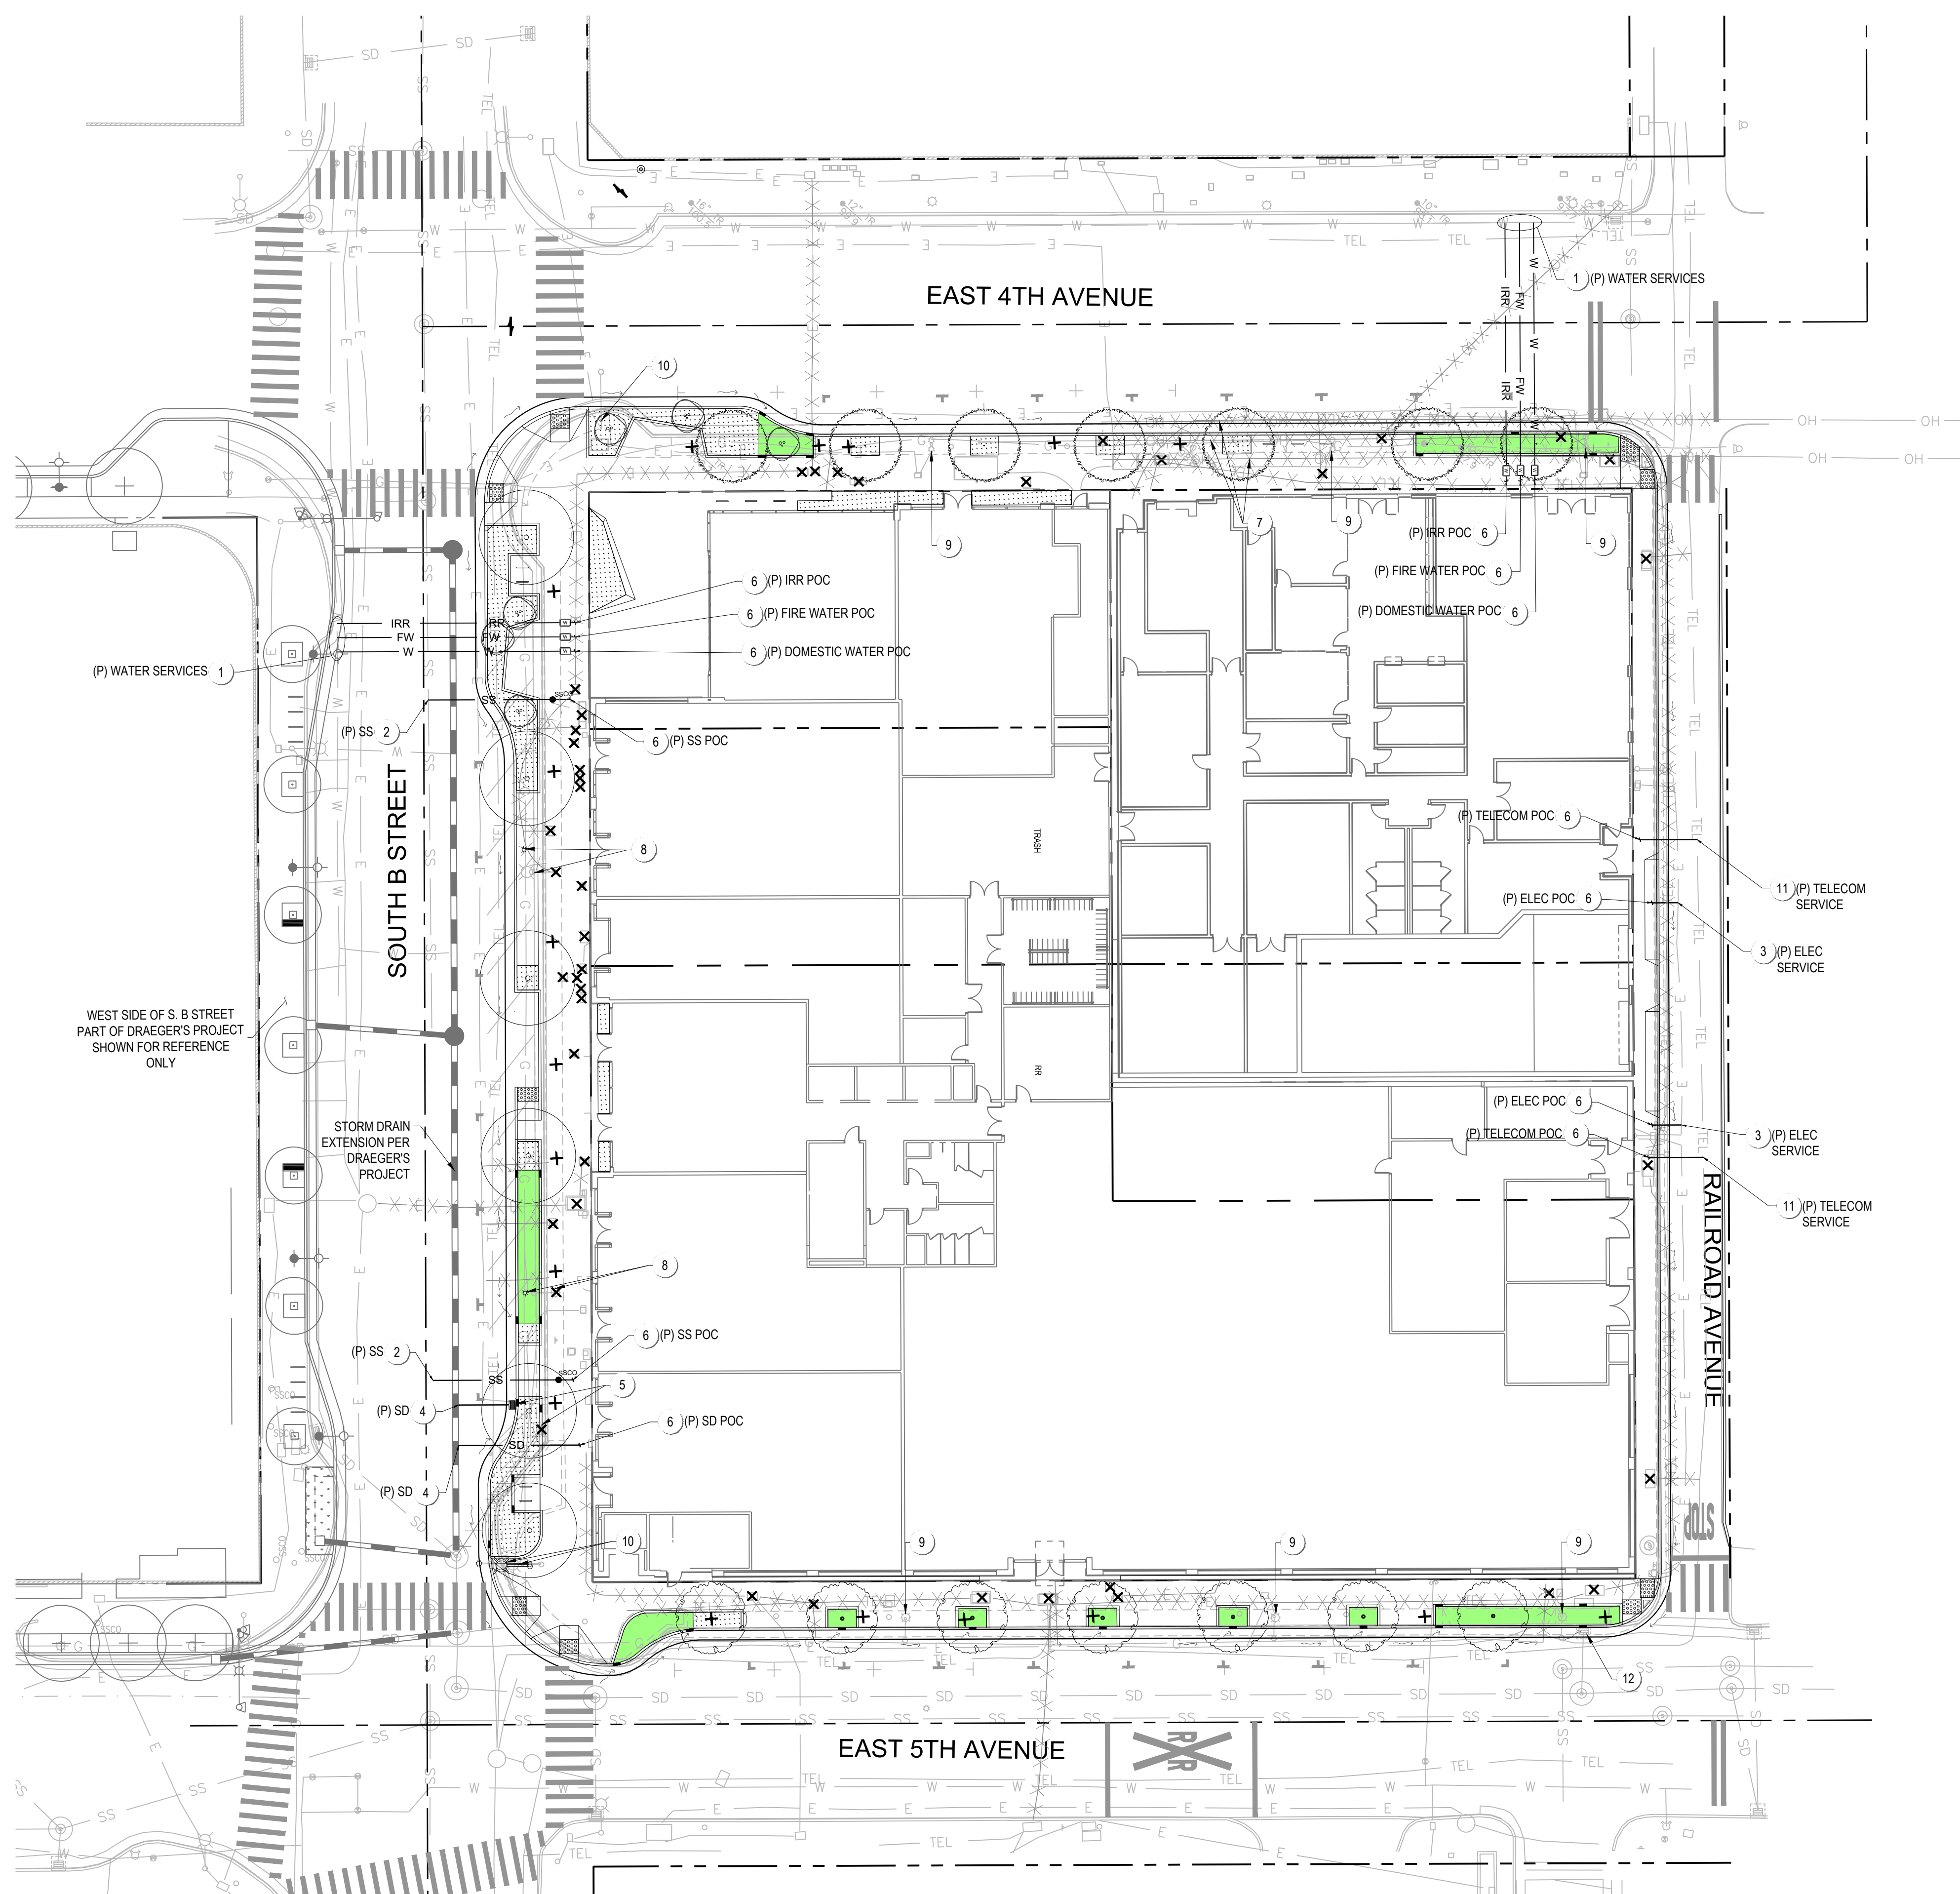 EAST 4TH AVENUE
1 (P) WATER SERVICES
10
7
9
9
(P) IRR POC 6
9
(P) FIRE WATER POC 6
(P) DOMESTIC WATER POC 6
6 (P) IRR POC
6 (P) FIRE WATER POC
6 (P) DOMESTIC WATER POC
IRR
FW
W
(P) WATER SERVICES 1
SS
SSCO
(P) SS 2
6 (P) SS POC
SOUTH B STREET
TRASH
8
(P) TELECOM POC 6
11 (P) TELECOM
SERVICE
(P) ELEC POC 6
3 (P) ELEC
SERVICE
WEST SIDE OF S. B STREET
PART OF DRAEGER'S PROJECT
SHOWN FOR REFERENCE
ONLY
RR
STORM DRAIN
EXTENSION PER
DRAEGER'S
PROJECT
(P) ELEC POC 6
(P) TELECOM POC 6
3 (P) ELEC
SERVICE
11 (P) TELECOM
SERVICE
RAILROAD AVENUE
8
6 (P) SS POC
(P) SS 2
SS
SSCO
5
(P) SD 4
6 (P) SD POC
SD
(P) SD 4
STOP
10
9
9
9
12
EAST 5TH AVENUE
RR